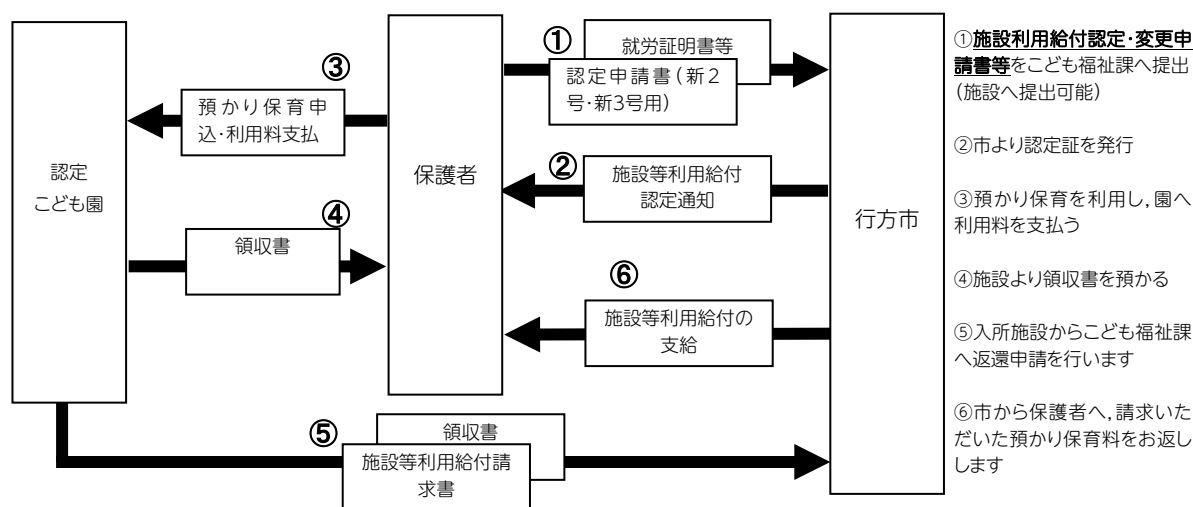 ①
就労証明書等
認定申請書(新2
号・新3号用)
③
預かり保育申
込・利用料支払
認定
こども園
保護者
②
施設等利用給付
認定通知
行方市
④
領収書
⑥
施設等利用給付の
支給
⑤
領収書
施設等利用給付請
求書
①施設利用給付認定・変更申
請書等をこども福祉課へ提出
(施設へ提出可能)
②市より認定証を発行
③預かり保育を利用し,園へ
利用料を支払う
④施設より領収書を預かる
⑤入所施設からこども福祉課
へ返還申請を行います
⑥市から保護者へ,請求いた
だいた預かり保育料をお返し
します